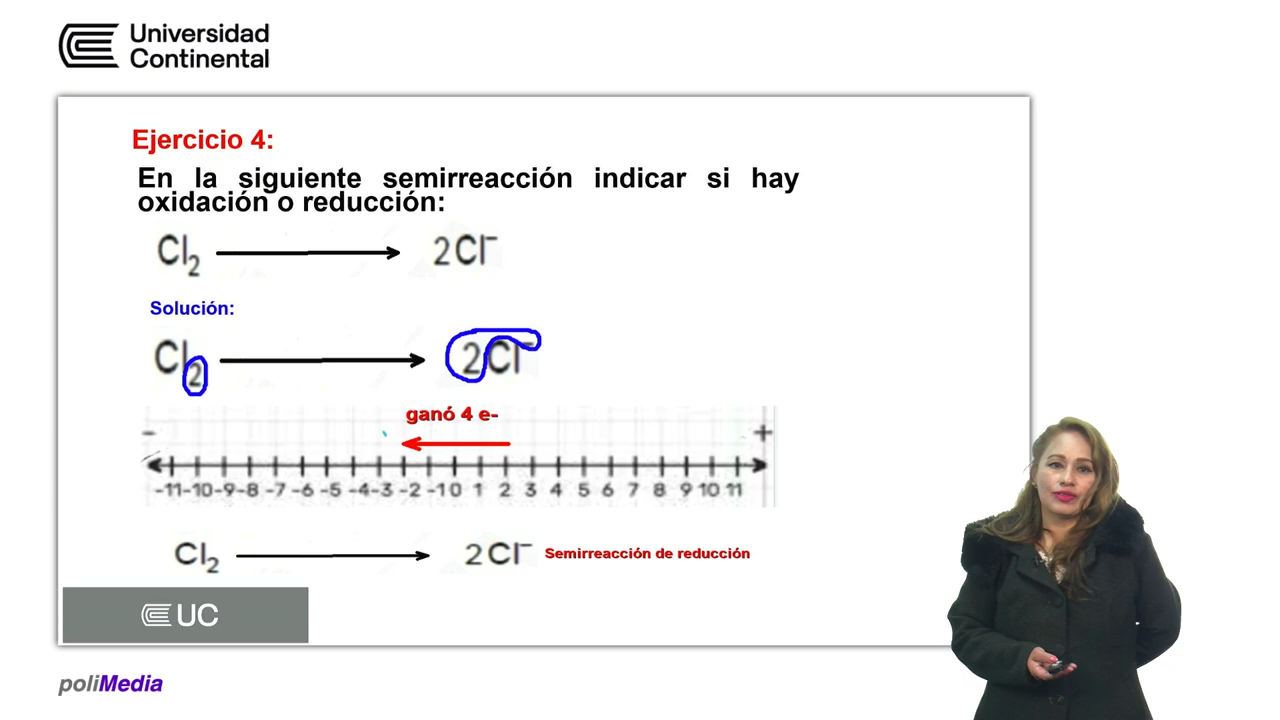 Universidad
Continental
Ejercicio 4:
En la siguiente semirreacción indicar si hay
oxidación o reducción:
Cl₂ → 2Cl⁻
Solución:
Cl₂ → 2Cl⁻
ganó 4 e-
- +
-11 -10 -9 -8 -7 -6 -5 -4 -3 -2 -1 0 1 2 3 4 5 6 7 8 9 10 11
Cl₂ → 2Cl⁻ Semirreacción de reducción
UC
poliMedia